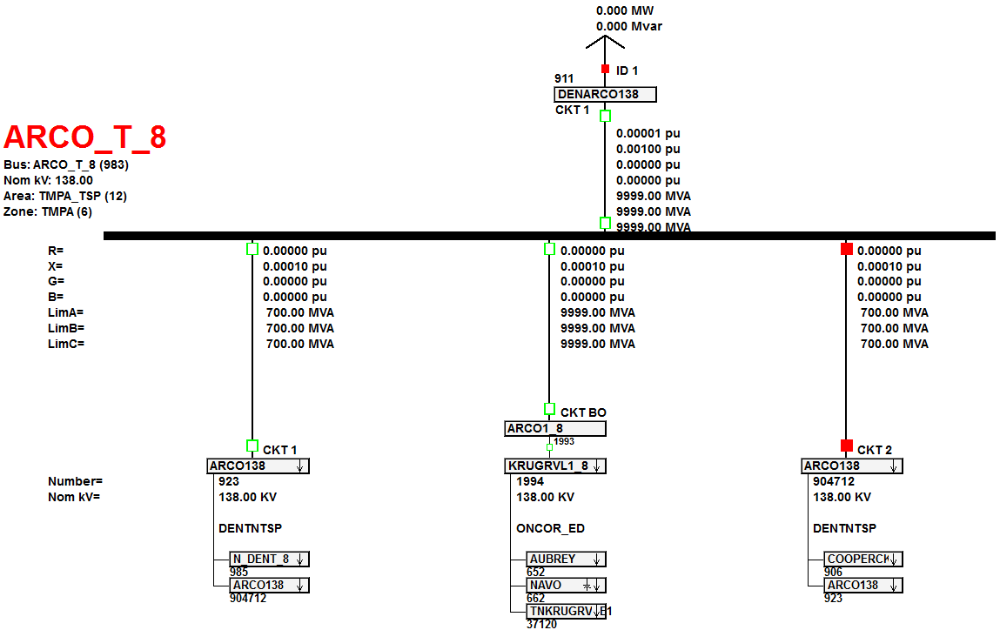 0.000 MW
0.000 Mvar
ID 1
911
DENARCO138
CKT 1
0.00001 pu
0.00100 pu
0.00000 pu
0.00000 pu
9999.00 MVA
9999.00 MVA
9999.00 MVA
ARCO_T_8
Bus: ARCO_T_8 (983)
Nom kV: 138.00
Area: TMPA_TSP (12)
Zone: TMPA (6)
R= 0.00000 pu 0.00000 pu 0.00000 pu
X= 0.00010 pu 0.00010 pu 0.00010 pu
G= 0.00000 pu 0.00000 pu 0.00000 pu
B= 0.00000 pu 0.00000 pu 0.00000 pu
LimA= 700.00 MVA 9999.00 MVA 700.00 MVA
LimB= 700.00 MVA 9999.00 MVA 700.00 MVA
LimC= 700.00 MVA 9999.00 MVA 700.00 MVA
CKT BO
ARCO1_8
1993
CKT 1 CKT 2
ARCO138 KRUGRVL1_8 ARCO138
Number= 923 1994 904712
Nom kV= 138.00 KV 138.00 KV 138.00 KV
DENTNTSP ONCOR_ED DENTNTSP
N_DENT_8 AUBREY COOPERCK
985 652 906
ARCO138 NAVO ARCO138
904712 662 923
TNKRUGRV_E1
37120